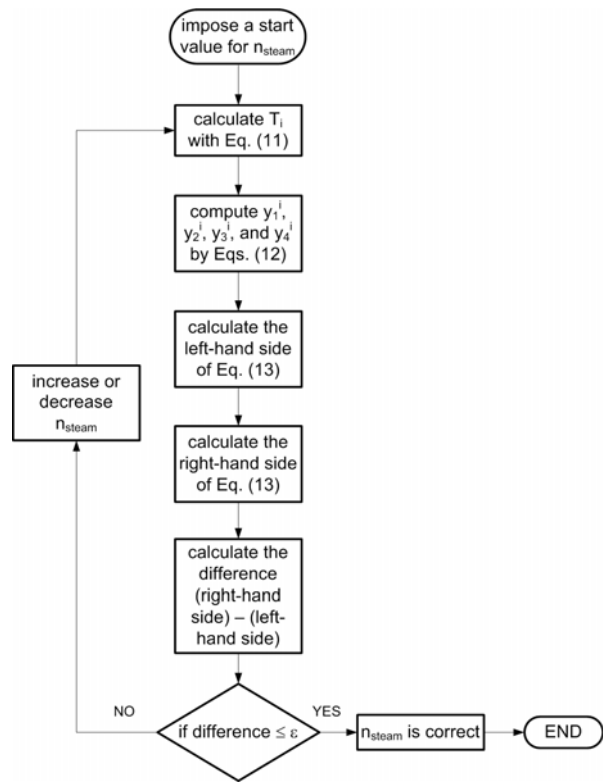 impose a start
value for n_steam
calculate T_i
with Eq. (11)
compute y_1^i,
y_2^i, y_3^i, and y_4^i
by Eqs. (12)
calculate the
left-hand side
of Eq. (13)
increase or
decrease
n_steam
calculate the
right-hand side
of Eq. (13)
calculate the
difference
(right-hand
side) – (left-
hand side)
NO
if difference ≤ ε
YES
n_steam is correct
END